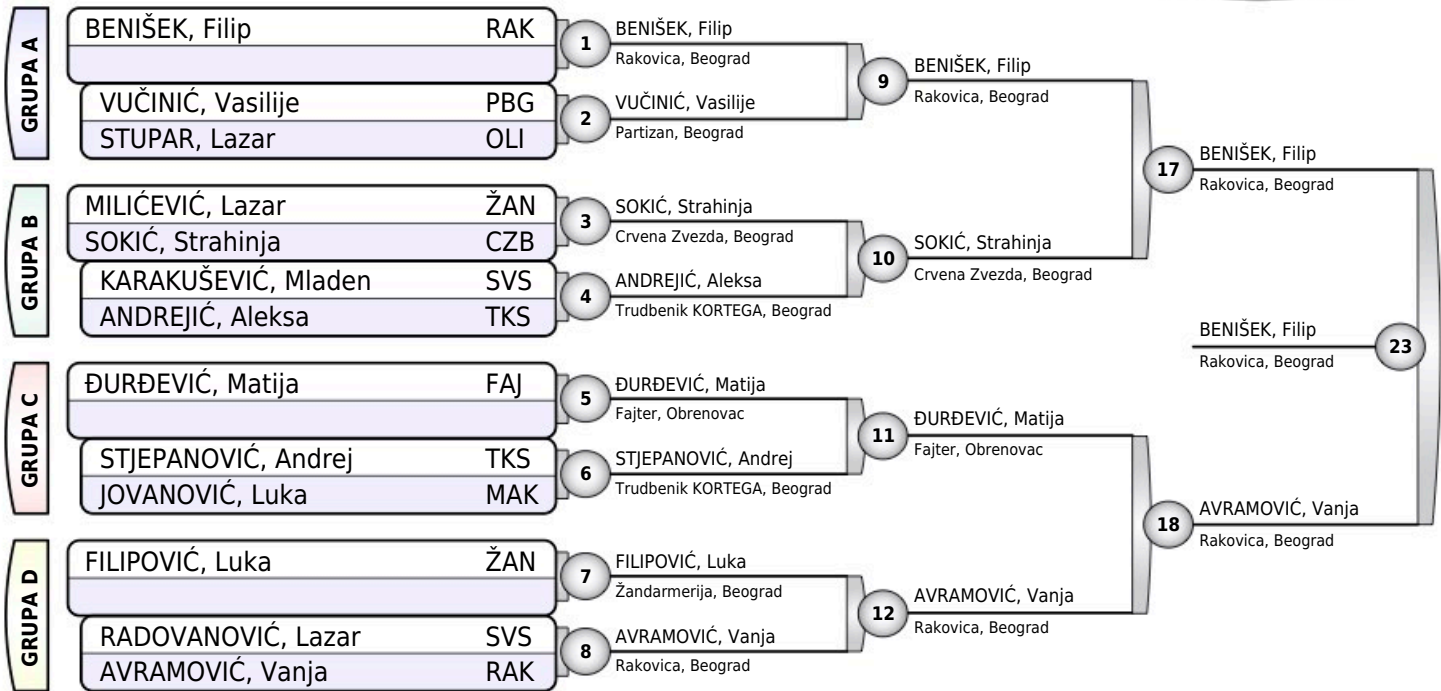 GRUPA A
BENIŠEK, Filip RAK
VUČINIĆ, Vasilije PBG
STUPAR, Lazar OLI
GRUPA B
MILIĆEVIĆ, Lazar ŽAN
SOKIĆ, Strahinja CZB
KARAKUŠEVIĆ, Mladen SVS
ANDREJIĆ, Aleksa TKS
GRUPA C
ĐURĐEVIĆ, Matija FAJ
STJEPANOVIĆ, Andrej TKS
JOVANOVIĆ, Luka MAK
GRUPA D
FILIPOVIĆ, Luka ŽAN
RADOVANOVIĆ, Lazar SVS
AVRAMOVIĆ, Vanja RAK
1
BENIŠEK, Filip
Rakovica, Beograd
2
VUČINIĆ, Vasilije
Partizan, Beograd
3
SOKIĆ, Strahinja
Crvena Zvezda, Beograd
4
ANDREJIĆ, Aleksa
Trudbenik KORTEGA, Beograd
5
ĐURĐEVIĆ, Matija
Fajter, Obrenovac
6
STJEPANOVIĆ, Andrej
Trudbenik KORTEGA, Beograd
7
FILIPOVIĆ, Luka
Žandarmerija, Beograd
8
AVRAMOVIĆ, Vanja
Rakovica, Beograd
9
BENIŠEK, Filip
Rakovica, Beograd
10
SOKIĆ, Strahinja
Crvena Zvezda, Beograd
11
ĐURĐEVIĆ, Matija
Fajter, Obrenovac
12
AVRAMOVIĆ, Vanja
Rakovica, Beograd
17
BENIŠEK, Filip
Rakovica, Beograd
18
AVRAMOVIĆ, Vanja
Rakovica, Beograd
BENIŠEK, Filip
Rakovica, Beograd
23